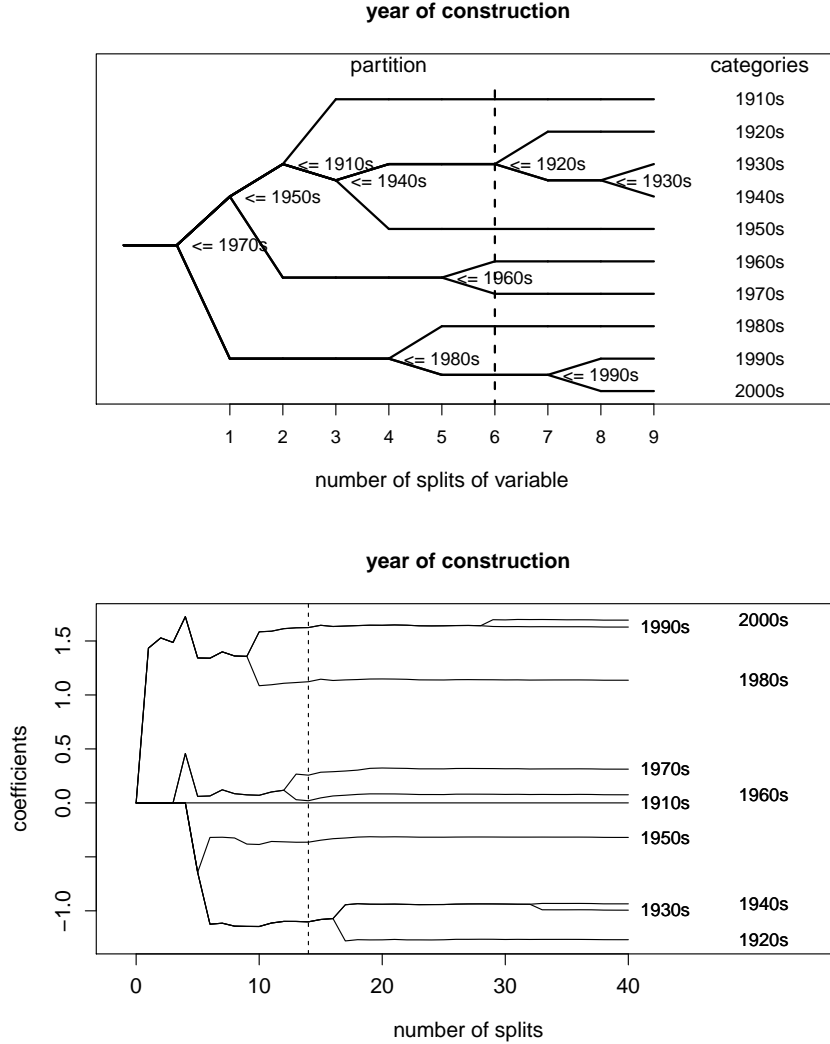 year of construction
partition categories
1910s
1920s
<= 1910s <= 1920s 1930s
<= 1940s <= 1930s
<= 1950s 1940s
1950s
<= 1970s
1960s
<= 1960s
1970s
1980s
<= 1980s 1990s
<= 1990s
2000s
1 2 3 4 5 6 7 8 9
number of splits of variable
year of construction
2000s
1990s
1.5
1980s
1.0
1970s
0.5
1960s
0.0 1910s
1950s
1940s
-1.0 1930s
1920s
coefficients
0 10 20 30 40
number of splits